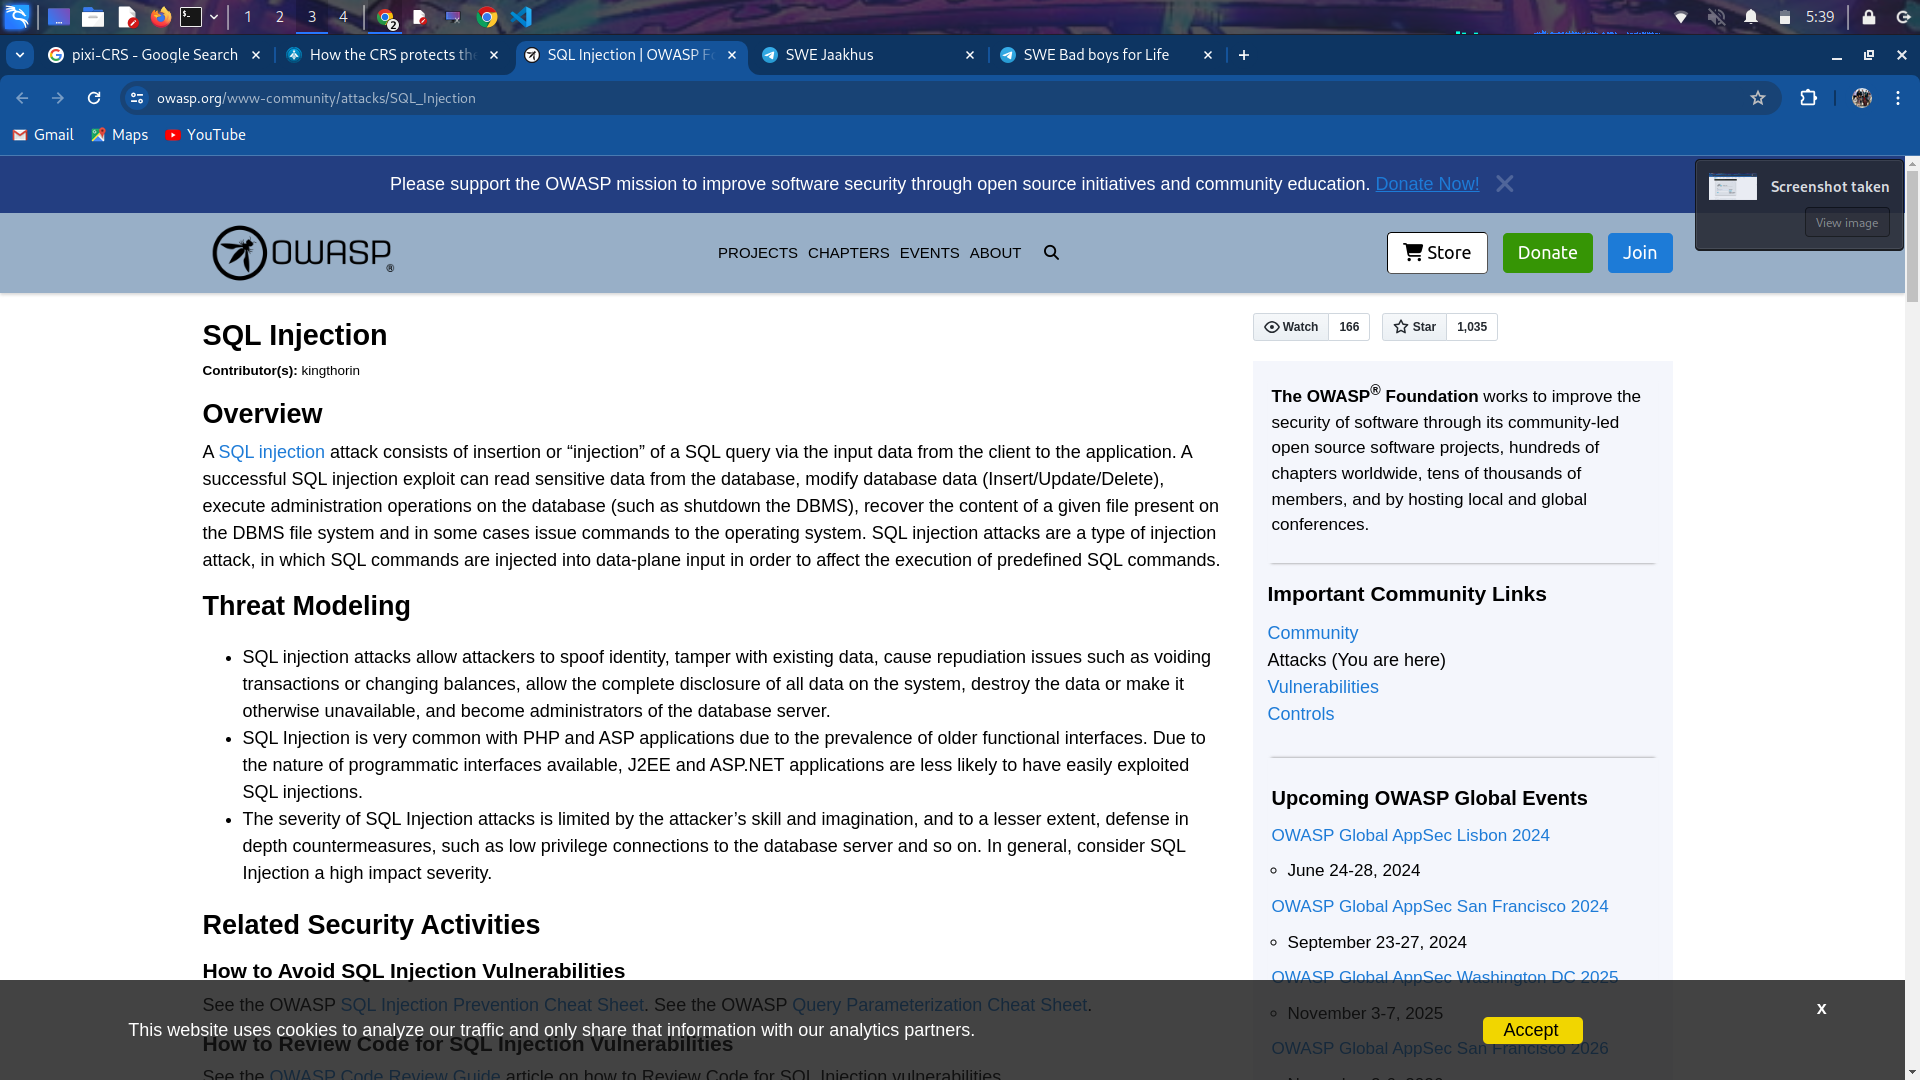 1 2 3 4
2
5:39
pixi-CRS - Google Search
How the CRS protects the
SQL Injection | OWASP Fo
SWE Jaakhus
SWE Bad boys for Life
owasp.org/www-community/attacks/SQL_Injection
Gmail
Maps
YouTube
Please support the OWASP mission to improve software security through open source initiatives and community education. Donate Now!
Screenshot taken
View image
OWASP®
PROJECTS CHAPTERS EVENTS ABOUT
Store
Donate
Join
SQL Injection
Contributor(s): kingthorin
Overview
A SQL injection attack consists of insertion or “injection” of a SQL query via the input data from the client to the application. A
successful SQL injection exploit can read sensitive data from the database, modify database data (Insert/Update/Delete),
execute administration operations on the database (such as shutdown the DBMS), recover the content of a given file present on
the DBMS file system and in some cases issue commands to the operating system. SQL injection attacks are a type of injection
attack, in which SQL commands are injected into data-plane input in order to affect the execution of predefined SQL commands.
Threat Modeling
• SQL injection attacks allow attackers to spoof identity, tamper with existing data, cause repudiation issues such as voiding
transactions or changing balances, allow the complete disclosure of all data on the system, destroy the data or make it
otherwise unavailable, and become administrators of the database server.
• SQL Injection is very common with PHP and ASP applications due to the prevalence of older functional interfaces. Due to
the nature of programmatic interfaces available, J2EE and ASP.NET applications are less likely to have easily exploited
SQL injections.
• The severity of SQL Injection attacks is limited by the attacker’s skill and imagination, and to a lesser extent, defense in
depth countermeasures, such as low privilege connections to the database server and so on. In general, consider SQL
Injection a high impact severity.
Related Security Activities
How to Avoid SQL Injection Vulnerabilities
See the OWASP SQL Injection Prevention Cheat Sheet. See the OWASP Query Parameterization Cheat Sheet.
How to Review Code for SQL Injection Vulnerabilities
See the OWASP Code Review Guide article on how to Review Code for SQL Injection vulnerabilities.
Watch 166
Star 1,035
The OWASP® Foundation works to improve the
security of software through its community-led
open source software projects, hundreds of
chapters worldwide, tens of thousands of
members, and by hosting local and global
conferences.
Important Community Links
Community
Attacks (You are here)
Vulnerabilities
Controls
Upcoming OWASP Global Events
OWASP Global AppSec Lisbon 2024
June 24-28, 2024
OWASP Global AppSec San Francisco 2024
September 23-27, 2024
OWASP Global AppSec Washington DC 2025
November 3-7, 2025
OWASP Global AppSec San Francisco 2026
This website uses cookies to analyze our traffic and only share that information with our analytics partners.
Accept
x